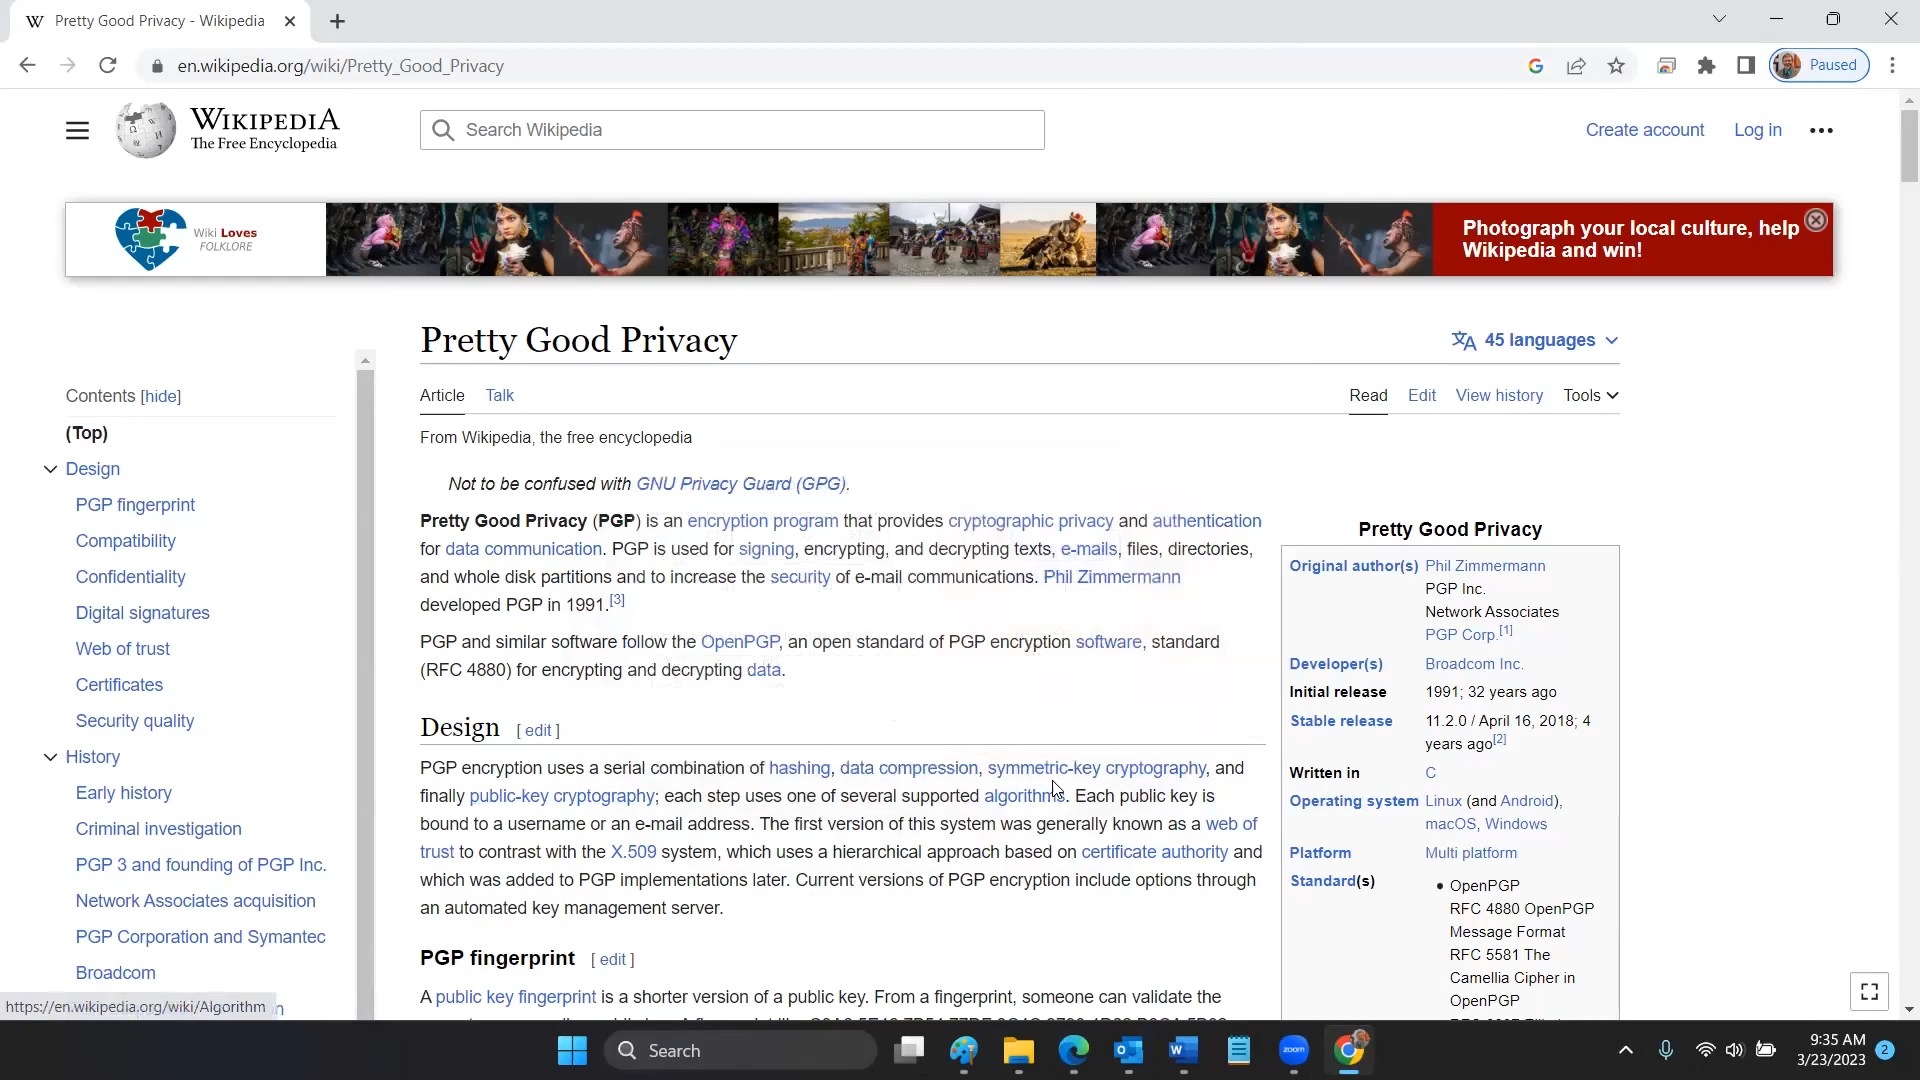 Pretty Good Privacy - Wikipedia
en.wikipedia.org/wiki/Pretty_Good_Privacy
Paused
WIKIPEDIA
The Free Encyclopedia
Search Wikipedia
Create account
Log in
Wiki Loves
FOLKLORE
Photograph your local culture, help
Wikipedia and win!
Pretty Good Privacy
45 languages
Contents [hide]
(Top)
Design
PGP fingerprint
Compatibility
Confidentiality
Digital signatures
Web of trust
Certificates
Security quality
History
Early history
Criminal investigation
PGP 3 and founding of PGP Inc.
Network Associates acquisition
PGP Corporation and Symantec
Broadcom
https://en.wikipedia.org/wiki/Algorithm
Article
Talk
Read
Edit
View history
Tools
From Wikipedia, the free encyclopedia
Not to be confused with GNU Privacy Guard (GPG).
Pretty Good Privacy (PGP) is an encryption program that provides cryptographic privacy and authentication
for data communication. PGP is used for signing, encrypting, and decrypting texts, e-mails, files, directories,
and whole disk partitions and to increase the security of e-mail communications. Phil Zimmermann
developed PGP in 1991.[3]
PGP and similar software follow the OpenPGP, an open standard of PGP encryption software, standard
(RFC 4880) for encrypting and decrypting data.
Design [ edit ]
PGP encryption uses a serial combination of hashing, data compression, symmetric-key cryptography, and
finally public-key cryptography; each step uses one of several supported algorithms. Each public key is
bound to a username or an e-mail address. The first version of this system was generally known as a web of
trust to contrast with the X.509 system, which uses a hierarchical approach based on certificate authority and
which was added to PGP implementations later. Current versions of PGP encryption include options through
an automated key management server.
PGP fingerprint [ edit ]
A public key fingerprint is a shorter version of a public key. From a fingerprint, someone can validate the
Pretty Good Privacy
Original author(s) Phil Zimmermann
PGP Inc.
Network Associates
PGP Corp.[1]
Developer(s) Broadcom Inc.
Initial release 1991; 32 years ago
Stable release 11.2.0 / April 16, 2018; 4
years ago[2]
Written in C
Operating system Linux (and Android),
macOS, Windows
Platform Multi platform
Standard(s) • OpenPGP
RFC 4880 OpenPGP
Message Format
RFC 5581 The
Camellia Cipher in
OpenPGP
Search
zoom
9:35 AM
3/23/2023
2